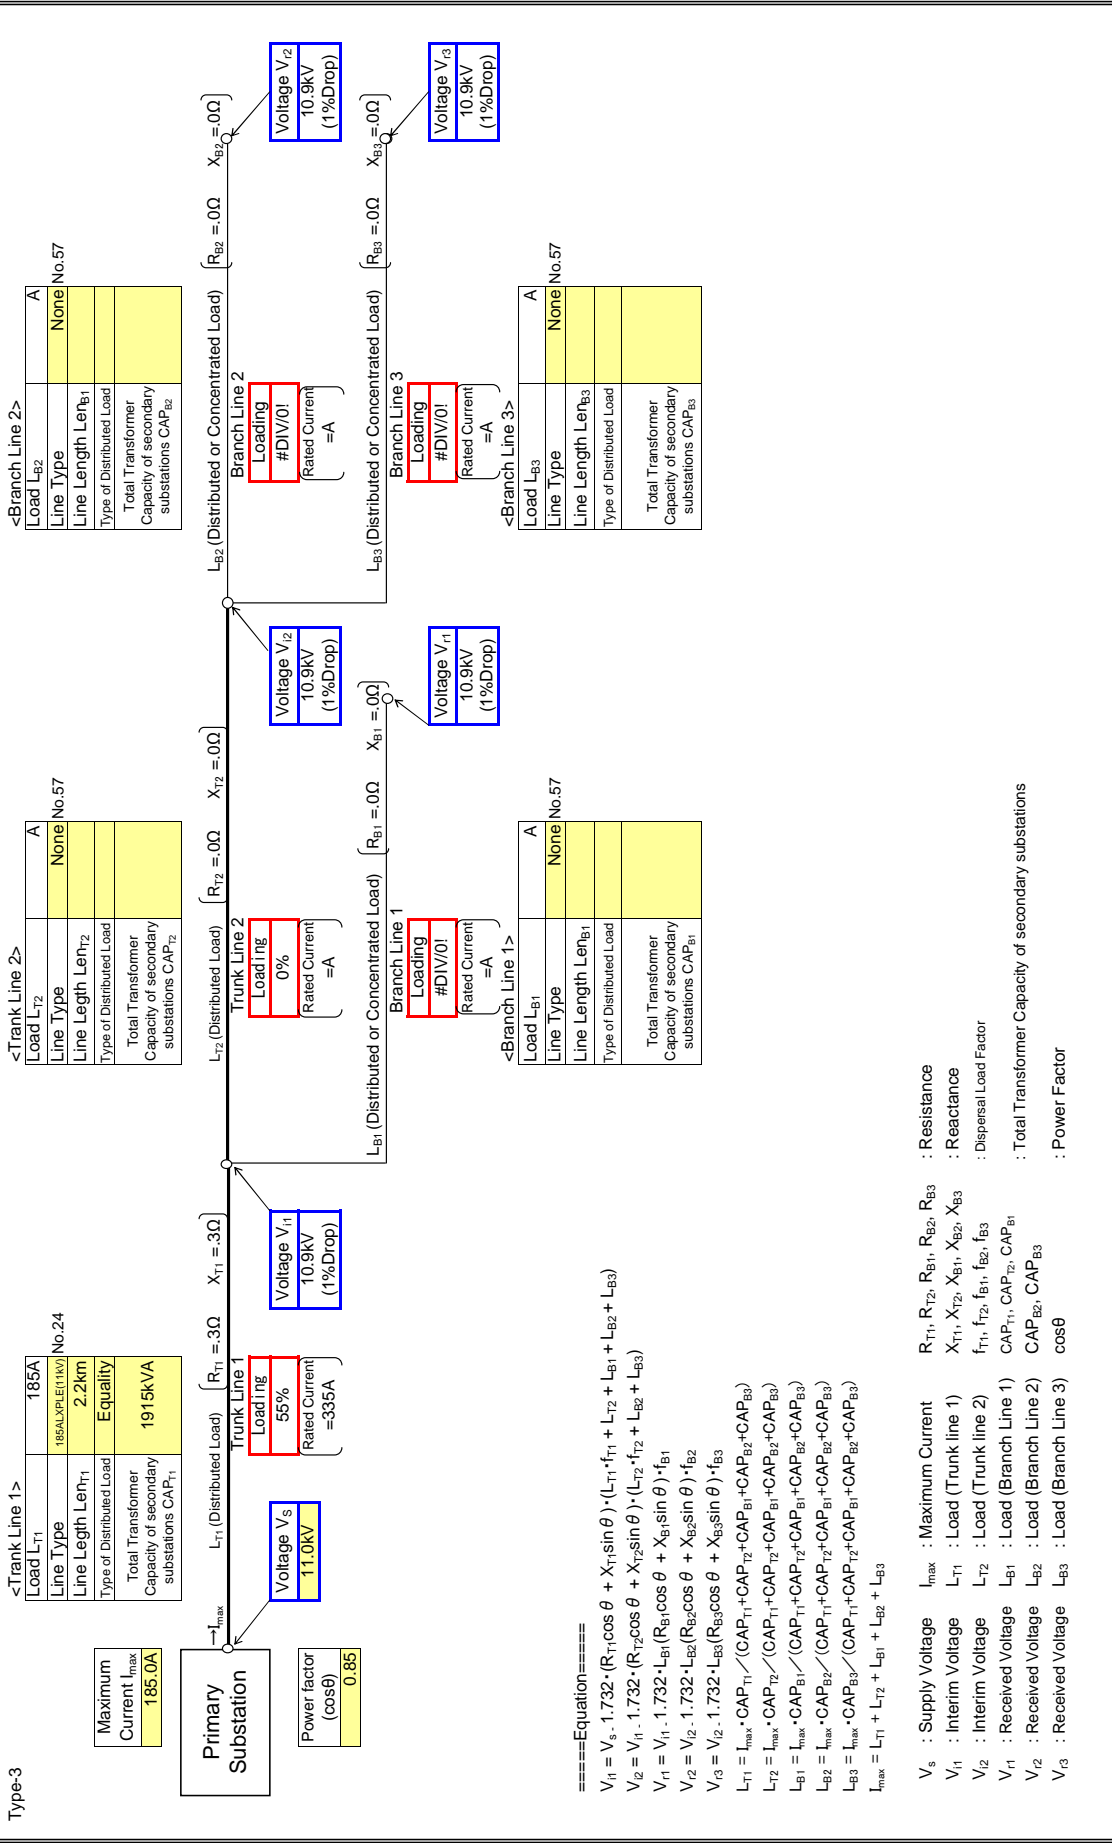 Type-3
Maximum
Current Imax
185.0A
Primary
Substation
→Imax
Power factor
(cosθ)
0.85
Voltage VS
11.0kV
<Trank Line 1>
Load LT1 185A
Line Type 185ALXPLE(11kV) No.24
Line Legth LenT1 2.2km
Type of Distributed Load Equality
Total Transformer
Capacity of secondary
substations CAPT1
1915kVA
LT1 (Distributed Load) RT1 =.3Ω XT1 =.3Ω
Trunk Line 1
Loading
55%
Rated Current
=335A
Voltage Vi1
10.9kV
(1%Drop)
<Trank Line 2>
Load LT2 A
Line Type None No.57
Line Length LenT2
Type of Distributed Load
Total Transformer
Capacity of secondary
substations CAPT2
LT2 (Distributed Load) RT2 =.0Ω XT2 =.0Ω
Trunk Line 2
Loading
0%
Rated Current
=A
Voltage Vi2
10.9kV
(1%Drop)
LB1 (Distributed or Concentrated Load) RB1 =.0Ω XB1 =.0Ω
Branch Line 1
Loading
#DIV/0!
Rated Current
=A
Voltage Vr1
10.9kV
(1%Drop)
<Branch Line 1>
Load LB1 A
Line Type None No.57
Line Length LenB1
Type of Distributed Load
Total Transformer
Capacity of secondary
substations CAPB1
<Branch Line 2>
Load LB2 A
Line Type None No.57
Line Length LenB1
Type of Distributed Load
Total Transformer
Capacity of secondary
substations CAPB2
LB2 (Distributed or Concentrated Load) RB2 =.0Ω XB2 =.0Ω
Branch Line 2
Loading
#DIV/0!
Rated Current
=A
Voltage Vr2
10.9kV
(1%Drop)
LB3 (Distributed or Concentrated Load) RB3 =.0Ω XB3 =.0Ω
Branch Line 3
Loading
#DIV/0!
Rated Current
=A
Voltage Vr3
10.9kV
(1%Drop)
<Branch Line 3>
Load LB3 A
Line Type None No.57
Line Length LenB3
Type of Distributed Load
Total Transformer
Capacity of secondary
substations CAPB3
=====Equation=====
Vi1 = Vs - 1.732・(RT1cos θ + XT1sin θ)・(LT1・fT1 + LT2 + LB1 + LB2 + LB3)
Vi2 = Vi1 - 1.732・(RT2cos θ + XT2sin θ)・(LT2・fT2 + LB2 + LB3)
Vr1 = Vi1 - 1.732・LB1(RB1cos θ + XB1sin θ)・fB1
Vr2 = Vi2 - 1.732・LB2(RB2cos θ + XB2sin θ)・fB2
Vr3 = Vi2 - 1.732・LB3(RB3cos θ + XB3sin θ)・fB3
LT1 = Imax・CAPT1／(CAPT1+CAPT2+CAPB1+CAPB2+CAPB3)
LT2 = Imax・CAPT2／(CAPT1+CAPT2+CAPB1+CAPB2+CAPB3)
LB1 = Imax・CAPB1／(CAPT1+CAPT2+CAPB1+CAPB2+CAPB3)
LB2 = Imax・CAPB2／(CAPT1+CAPT2+CAPB1+CAPB2+CAPB3)
LB3 = Imax・CAPB3／(CAPT1+CAPT2+CAPB1+CAPB2+CAPB3)
Imax = LT1 + LT2 + LB1 + LB2 + LB3
Vs : Supply Voltage Imax : Maximum Current RT1, RT2, RB1, RB2, RB3 : Resistance
Vi1 : Interim Voltage LT1 : Load (Trunk line 1) XT1, XT2, XB1, XB2, XB3 : Reactance
Vi2 : Interim Voltage LT2 : Load (Trunk line 2) fT1, fT2, fB1, fB2, fB3 : Dispersal Load Factor
Vr1 : Received Voltage LB1 : Load (Branch Line 1) CAPT1, CAPT2, CAPB1 : Total Transformer Capacity of secondary substations
Vr2 : Received Voltage LB2 : Load (Branch Line 2) CAPB2, CAPB3
Vr3 : Received Voltage LB3 : Load (Branch Line 3) cosθ : Power Factor